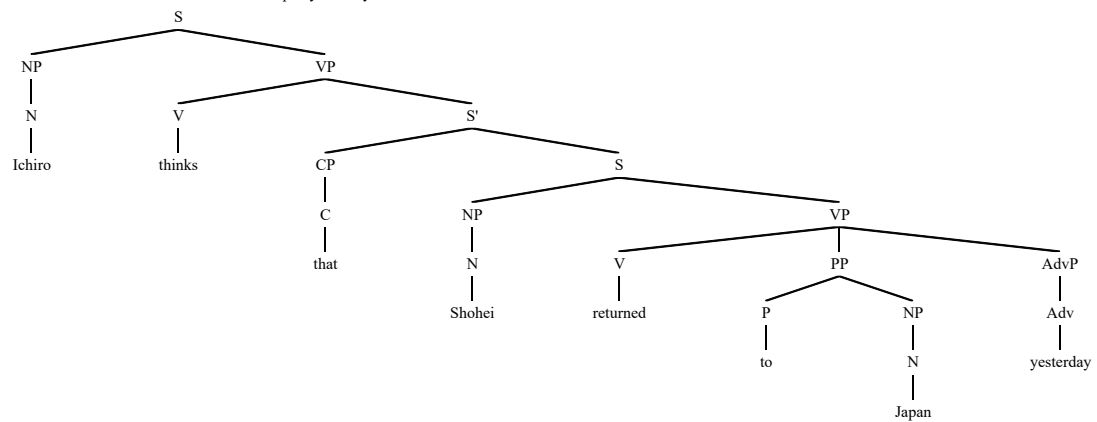 S
NP VP
N V S'
Ichiro thinks CP S
C NP VP
that N V PP AdvP
Shohei returned P NP Adv
to N yesterday
Japan